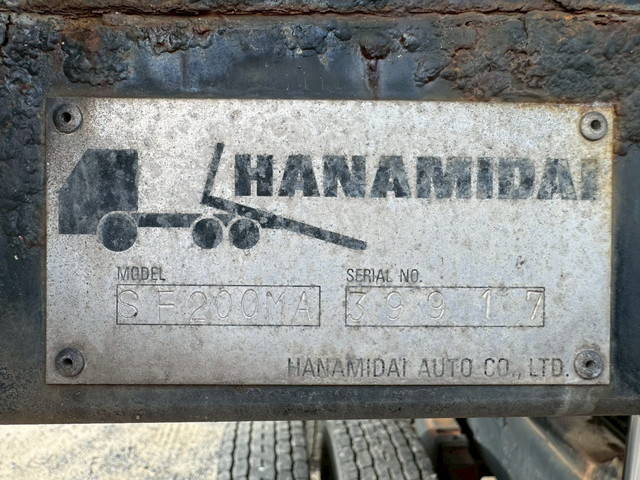 HANAMIDAI
MODEL SERIAL NO.
SF200MA 39917
HANAMIDAI AUTO CO., LTD.